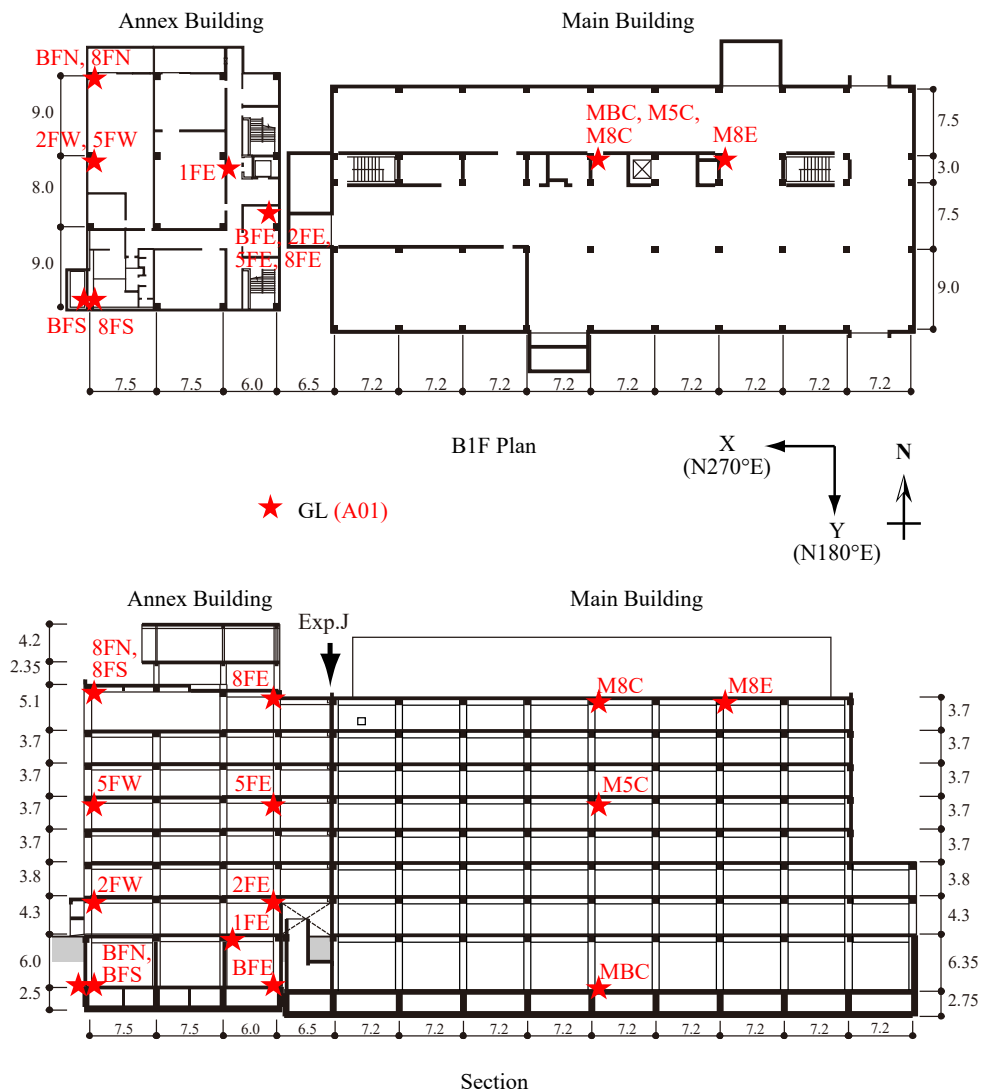 Annex Building
Main Building
BFN, 8FN
9.0
2FW, 5FW
8.0
1FE
9.0
BFE, 2FE,
5FE, 8FE
BFS 8FS
MBC, M5C,
M8C
M8E
7.5
3.0
7.5
9.0
7.5 7.5 6.0 6.5 7.2 7.2 7.2 7.2 7.2 7.2 7.2 7.2 7.2
B1F Plan
X
(N270°E)
Y
(N180°E)
N
GL (A01)
Annex Building
Main Building
Exp.J
4.2
2.35
5.1
3.7
3.7
3.7
3.7
3.8
4.3
6.0
2.5
8FN,
8FS
8FE
M8C
M8E
5FW
5FE
M5C
2FW
2FE
1FE
BFN,
BFS
BFE
MBC
3.7
3.7
3.7
3.7
3.7
3.8
4.3
6.35
2.75
7.5 7.5 6.0 6.5 7.2 7.2 7.2 7.2 7.2 7.2 7.2 7.2 7.2
Section